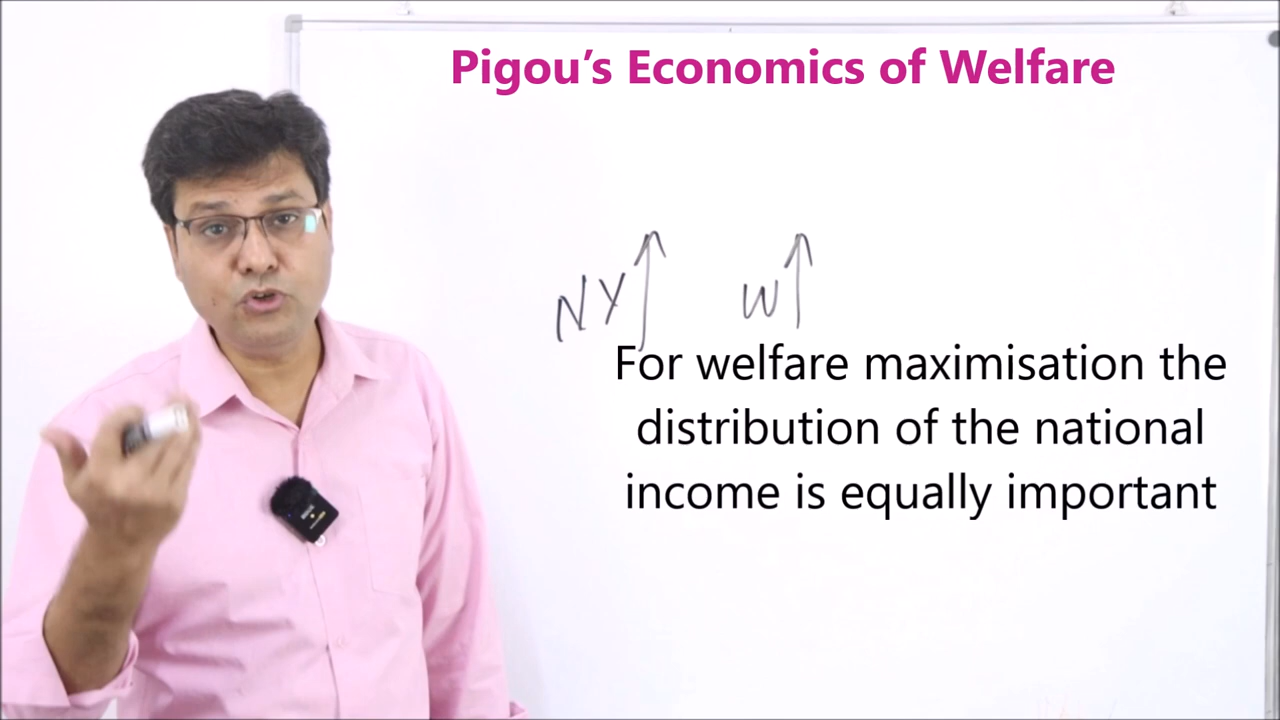 Pigou’s Economics of Welfare
NY↑ W↑
For welfare maximisation the
distribution of the national
income is equally important